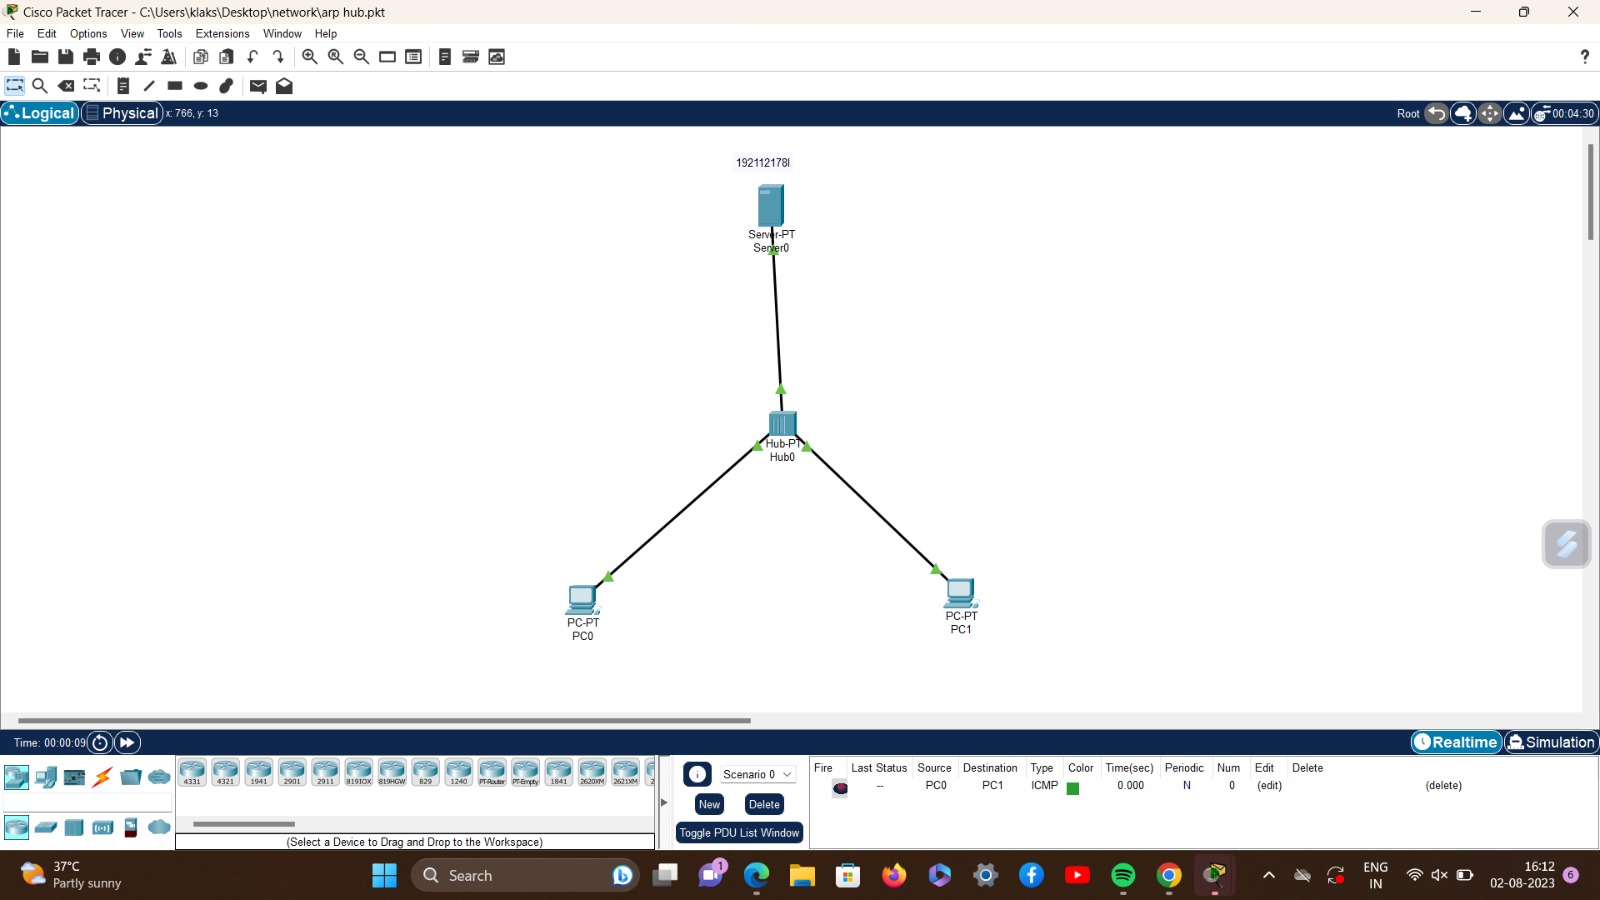 Cisco Packet Tracer - C:\Users\klaks\Desktop\network\arp hub.pkt
File Edit Options View Tools Extensions Window Help
?
Logical Physical x: 766, y: 13 Root 00:04:30
192112178l
Server-PT
Server0
Hub-PT
Hub0
PC-PT
PC0
PC-PT
PC1
Time: 00:00:09 Realtime Simulation
4331 4321 1941 2901 2911 819IOX 819HGW 829 1240 PT-Router PT-Empty 1841 2620XM 2621XM 2
(Select a Device to Drag and Drop to the Workspace)
Scenario 0
New Delete
Toggle PDU List Window
Fire Last Status Source Destination Type Color Time(sec) Periodic Num Edit Delete
-- PC0 PC1 ICMP 0.000 N 0 (edit) (delete)
37°C
Partly sunny
Search
1
ENG
IN
16:12
02-08-2023
6